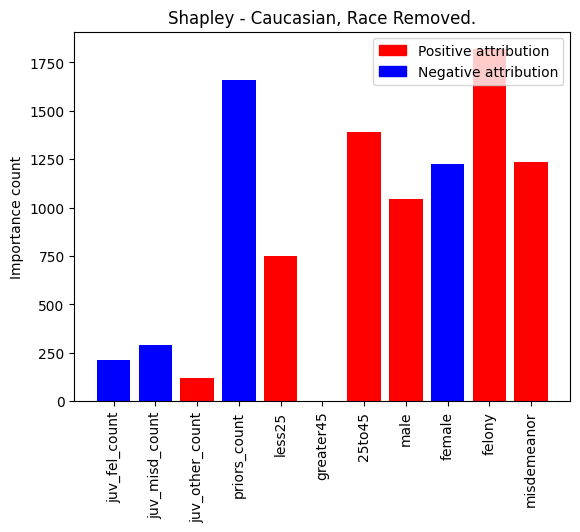 Shapley - Caucasian, Race Removed.
Positive attribution
Negative attribution
Importance count
1750
1500
1250
1000
750
500
250
0
juv_fel_count
juv_misd_count
juv_other_count
priors_count
less25
greater45
25to45
male
female
felony
misdemeanor